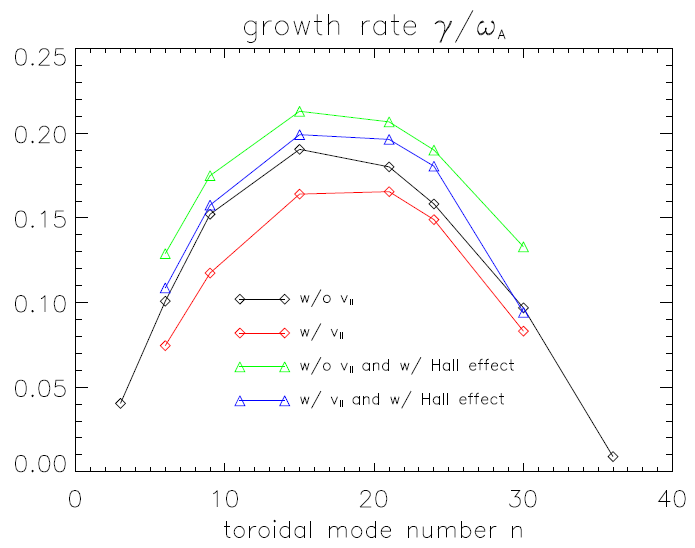 growth rate γ/ω_A
0.25
0.20
0.15
0.10
0.05
0.00
w/o v_∥
w/ v_∥
w/o v_∥ and w/ Hall effect
w/ v_∥ and w/ Hall effect
0 10 20 30 40
toroidal mode number n